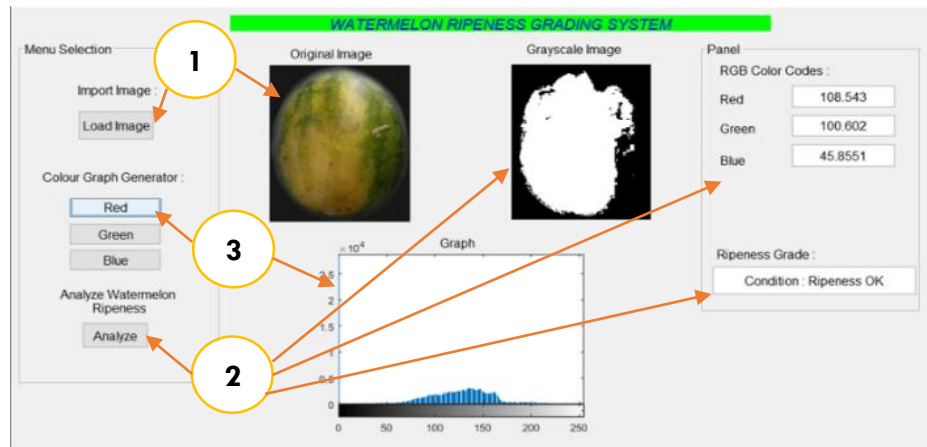 WATERMELON RIPENESS GRADING SYSTEM
Menu Selection
Import Image :
Load Image
Colour Graph Generator :
Red
Green
Blue
Analyze Watermelon
Ripeness
Analyze
1
3
2
Original Image
Grayscale Image
Graph
× 10⁴
2.5
2
1.5
1
0.5
0
0 50 100 150 200 250
Panel
RGB Color Codes :
Red 108.543
Green 100.602
Blue 45.8551
Ripeness Grade :
Condition : Ripeness OK